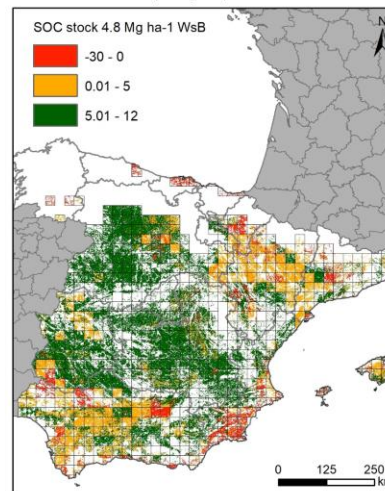 SOC stock 4.8 Mg ha-1 WsB
-30 - 0
0.01 - 5
5.01 - 12
N
0 125 250
km